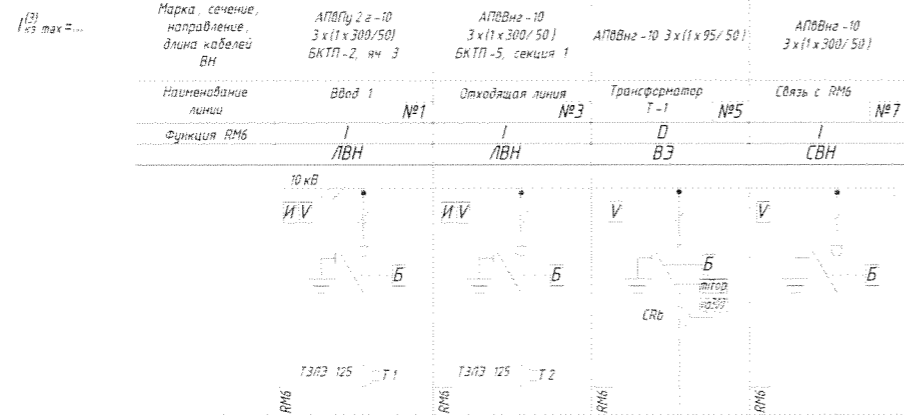 I (3) кз max =...
Марка, сечение,
направление,
длина кабелей
ВН
АПвПу 2 г -10
3 x (1 x 300/50)
БКТП-2, яч. 3
АПвВнг -10
3 x (1 x 300/50)
БКТП-5, секция 1
АПвВнг -10 3 x (1 x 95/50)
АПвВнг -10
3 x (1 x 300/50)
Наименование
линии
Ввод 1
№1
Отходящая линия
№3
Трансформатор
Т -1
№5
Связь с RM6
№7
Функция RM6
I
I
D
I
ЛВН
ЛВН
ВЭ
СВН
10 кВ
И V
И V
V
V
Б
Б
Б
Б
CRb
ТЗЛЭ 125
Т 1
ТЗЛЭ 125
Т 2
RM6
RM6
RM6
RM6